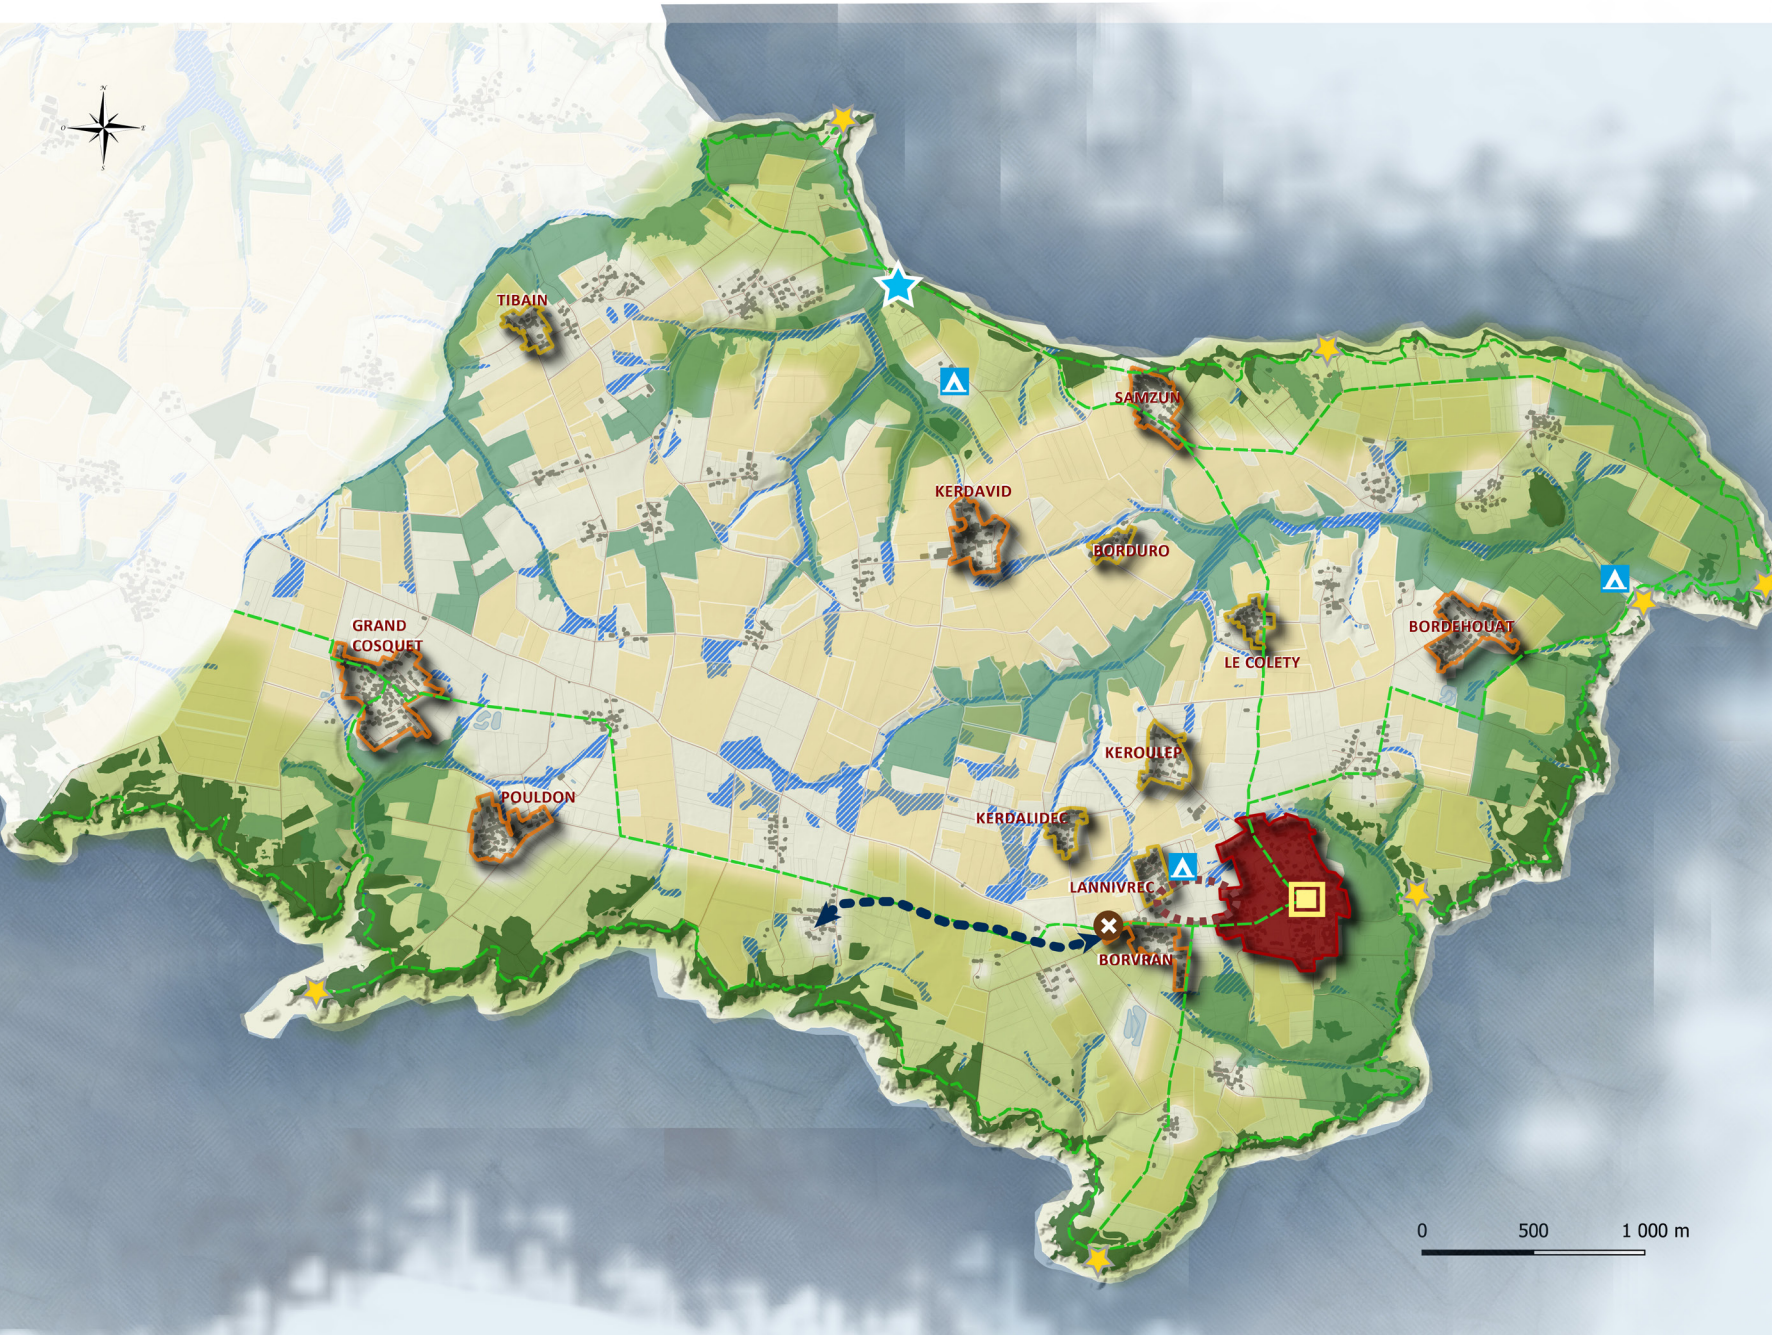 N
O
E
S
TIBAIN
SAMZUN
KERDAVID
BORDURO
GRAND
COSQUET
BORDEHOUAT
LE COLETY
KEROULEP
POULDON
KERDALIDEC
LANNIVREC
BORVRAN
0 500 1 000 m